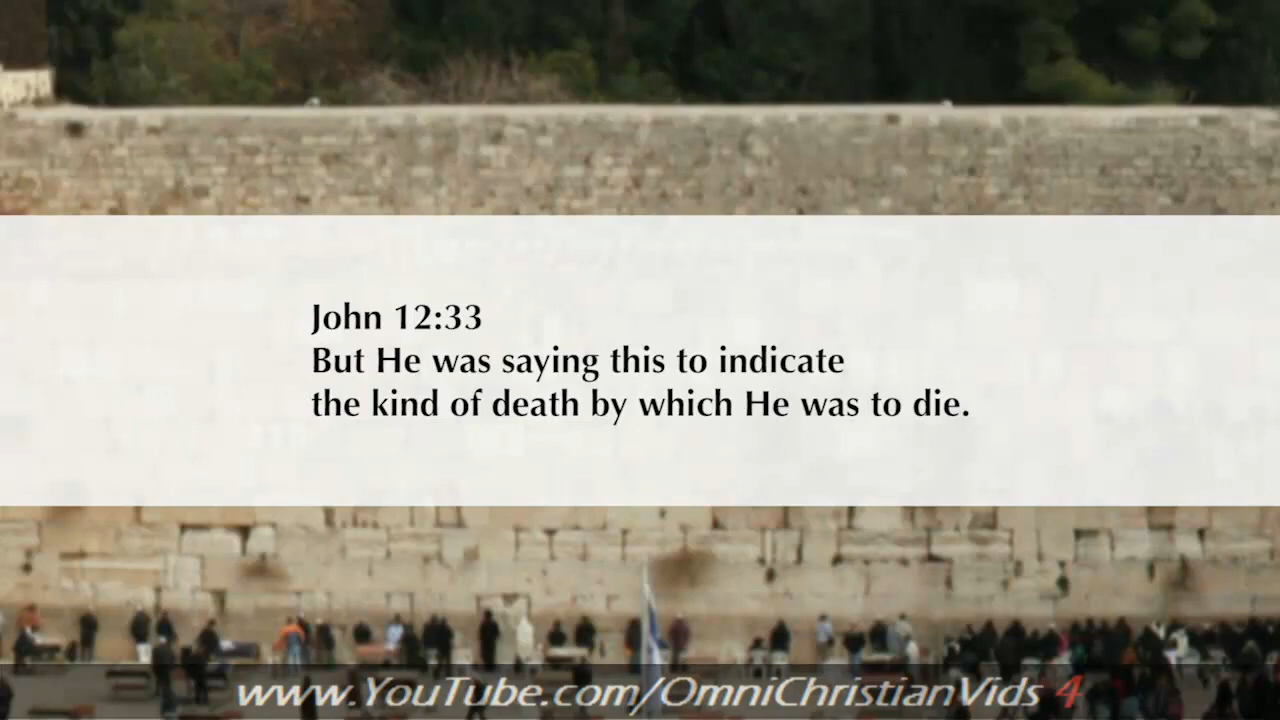 John 12:33
But He was saying this to indicate
the kind of death by which He was to die.
www.YouTube.com/OmniChristianVids 4